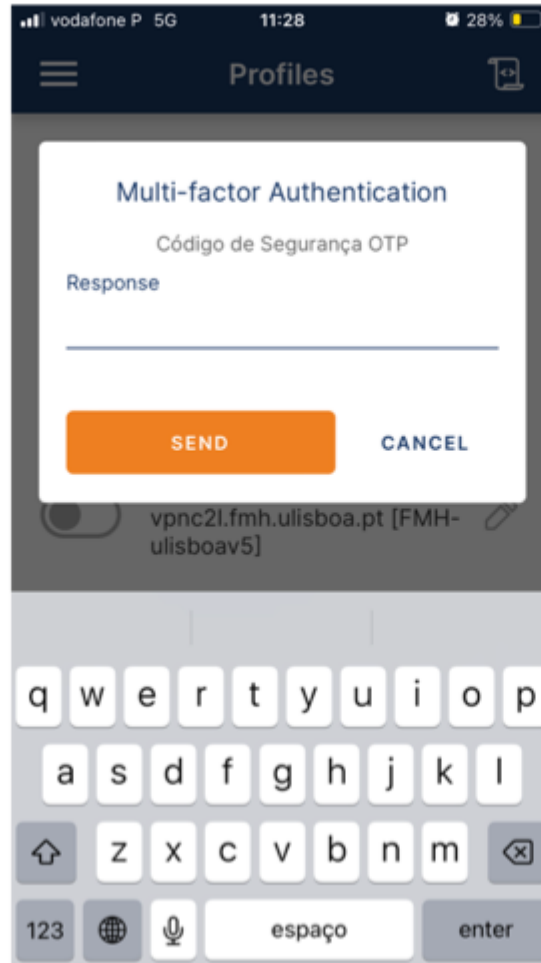 vodafone P 5G 11:28 28%
Profiles
Multi-factor Authentication
Código de Segurança OTP
Response
SEND CANCEL
vpnc2l.fmh.ulisboa.pt [FMH-
ulisboav5]
q w e r t y u i o p
a s d f g h j k l
z x c v b n m
123 espaço enter